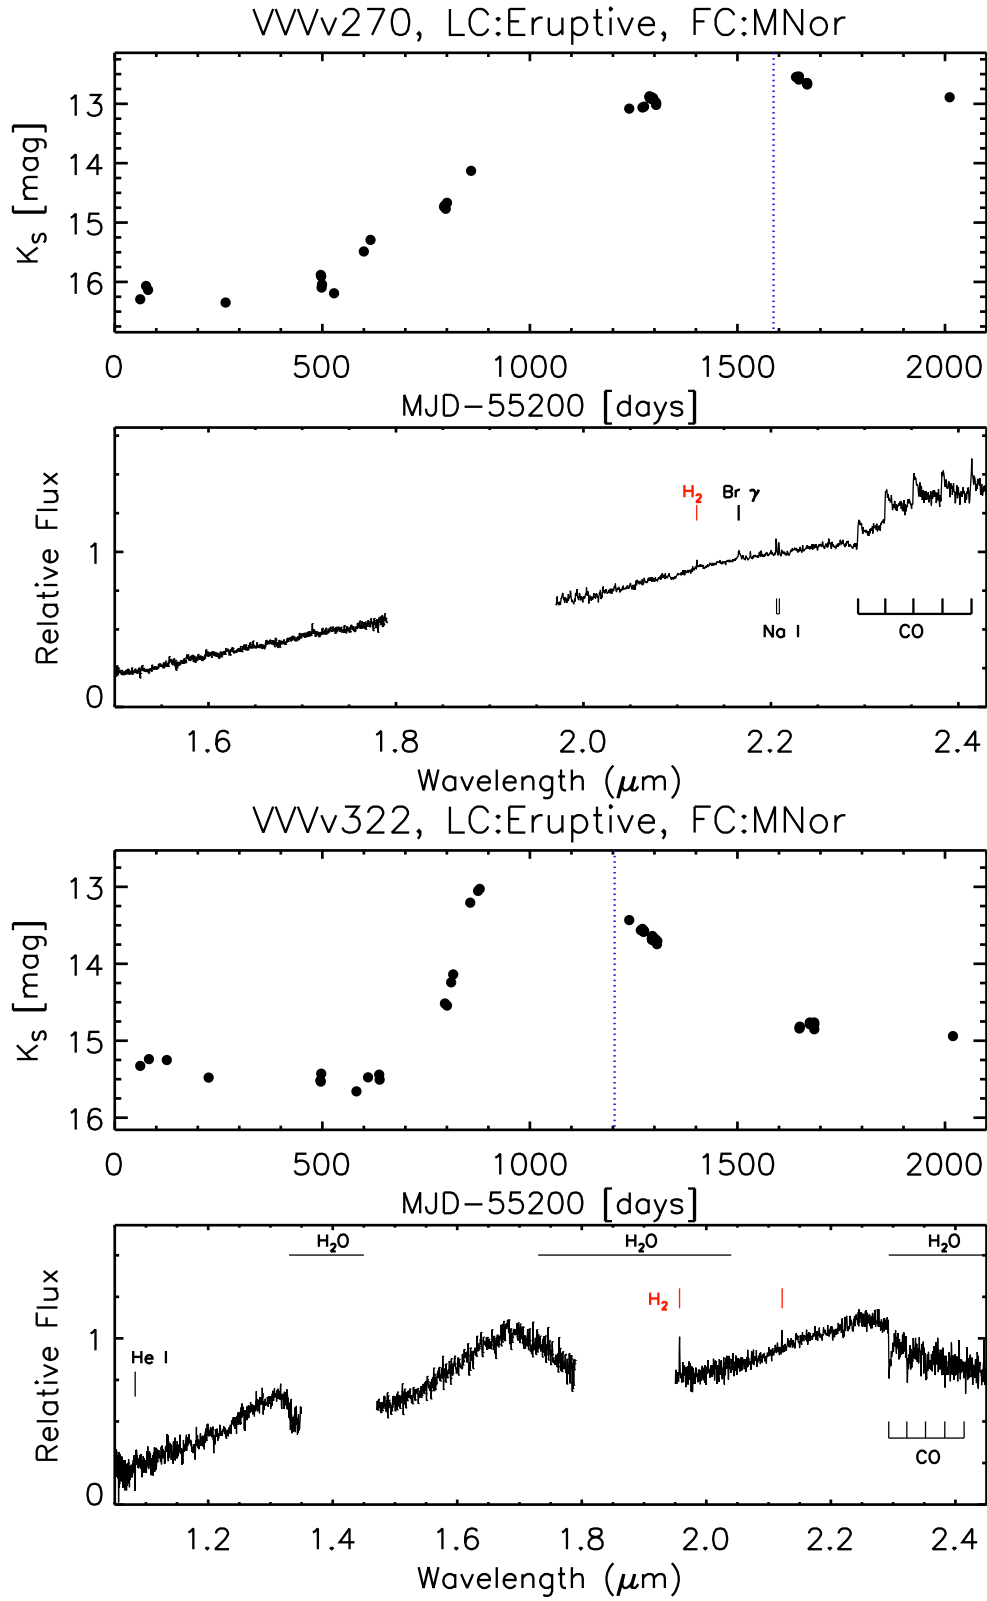 VVVv270, LC:Eruptive, FC:MNor
13
14
15
16
K_S [mag]
0 500 1000 1500 2000
MJD-55200 [days]
H_2 Br γ
1
0
Relative Flux
Na I CO
1.6 1.8 2.0 2.2 2.4
Wavelength (μm)
VVVv322, LC:Eruptive, FC:MNor
13
14
15
16
K_S [mag]
0 500 1000 1500 2000
MJD-55200 [days]
H_2O H_2O H_2O
H_2
1
0
Relative Flux
He I
CO
1.2 1.4 1.6 1.8 2.0 2.2 2.4
Wavelength (μm)